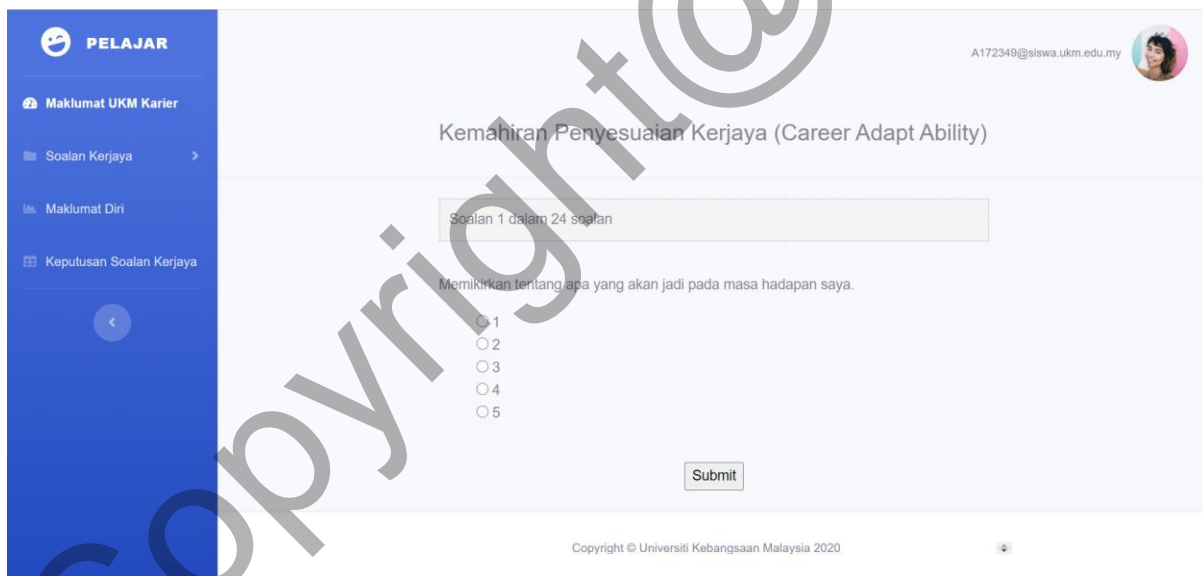 PELAJAR
A172349@siswa.ukm.edu.my
Maklumat UKM Karier
Soalan Kerjaya
Maklumat Diri
Keputusan Soalan Kerjaya
Kemahiran Penyesuaian Kerjaya (Career Adapt Ability)
Soalan 1 dalam 24 soalan
Memikirkan tentang apa yang akan jadi pada masa hadapan saya.
1
2
3
4
5
Submit
Copyright © Universiti Kebangsaan Malaysia 2020
Copyright@